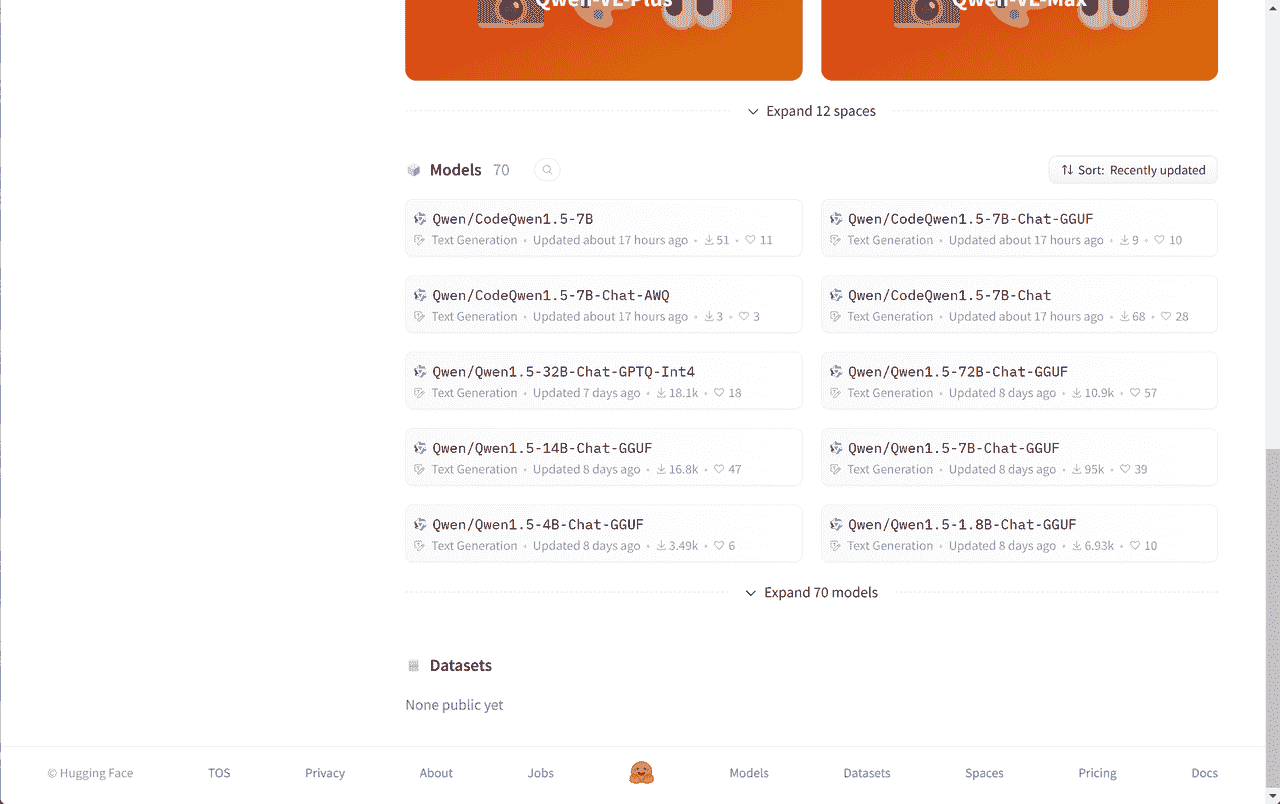 Qwen-VL-Plus
Qwen-VL-Max
Expand 12 spaces
Models 70
Sort: Recently updated
Qwen/CodeQwen1.5-7B
Text Generation • Updated about 17 hours ago • 51 • 11
Qwen/CodeQwen1.5-7B-Chat-GGUF
Text Generation • Updated about 17 hours ago • 9 • 10
Qwen/CodeQwen1.5-7B-Chat-AWQ
Text Generation • Updated about 17 hours ago • 3 • 3
Qwen/CodeQwen1.5-7B-Chat
Text Generation • Updated about 17 hours ago • 68 • 28
Qwen/Qwen1.5-32B-Chat-GPTQ-Int4
Text Generation • Updated 7 days ago • 18.1k • 18
Qwen/Qwen1.5-72B-Chat-GGUF
Text Generation • Updated 8 days ago • 10.9k • 57
Qwen/Qwen1.5-14B-Chat-GGUF
Text Generation • Updated 8 days ago • 16.8k • 47
Qwen/Qwen1.5-7B-Chat-GGUF
Text Generation • Updated 8 days ago • 95k • 39
Qwen/Qwen1.5-4B-Chat-GGUF
Text Generation • Updated 8 days ago • 3.49k • 6
Qwen/Qwen1.5-1.8B-Chat-GGUF
Text Generation • Updated 8 days ago • 6.93k • 10
Expand 70 models
Datasets
None public yet
© Hugging Face TOS Privacy About Jobs Models Datasets Spaces Pricing Docs